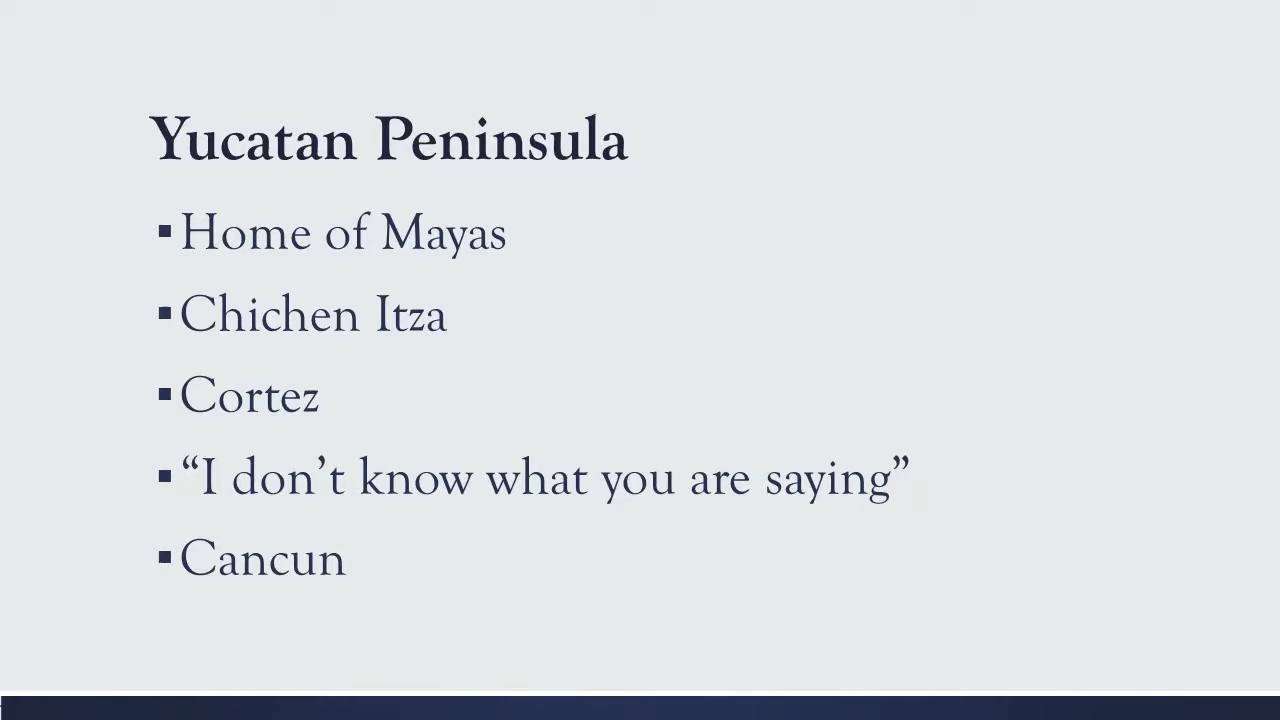 Yucatan Peninsula
▪Home of Mayas
▪Chichen Itza
▪Cortez
▪“I don’t know what you are saying”
▪Cancun